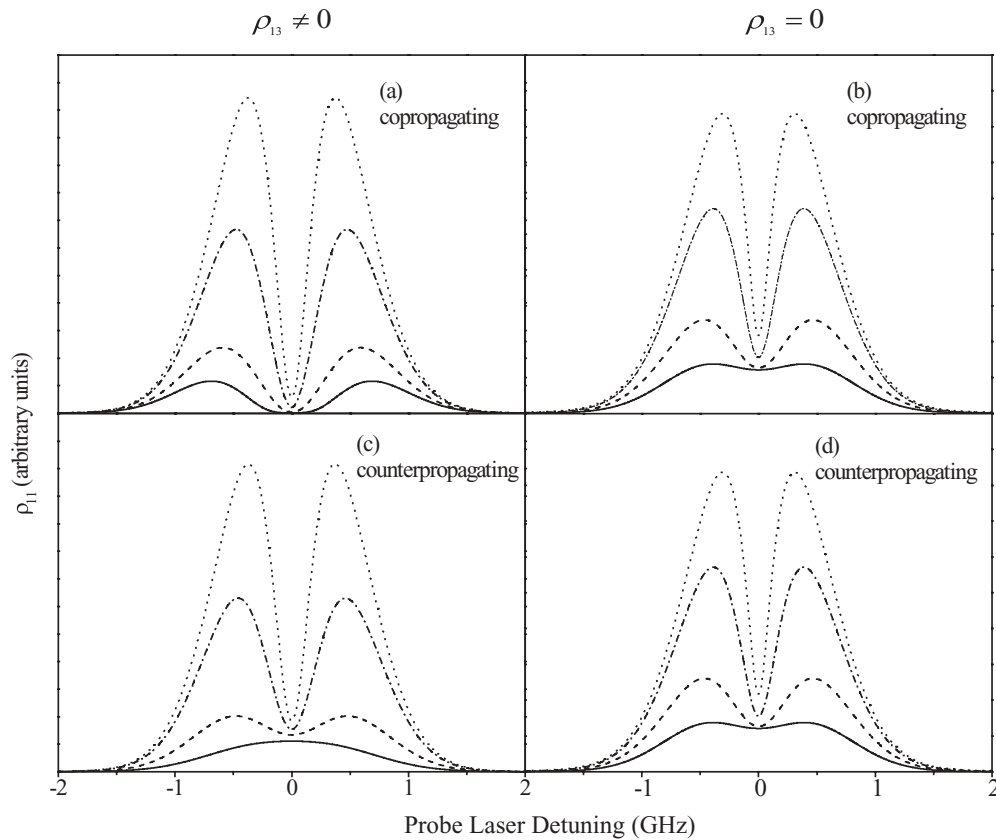 ρ₁₃ ≠ 0
ρ₁₃ = 0
(a)
copropagating
(b)
copropagating
(c)
counterpropagating
(d)
counterpropagating
ρ₁₁ (arbitrary units)
-2 -1 0 1 2 -1 0 1 2
Probe Laser Detuning (GHz)